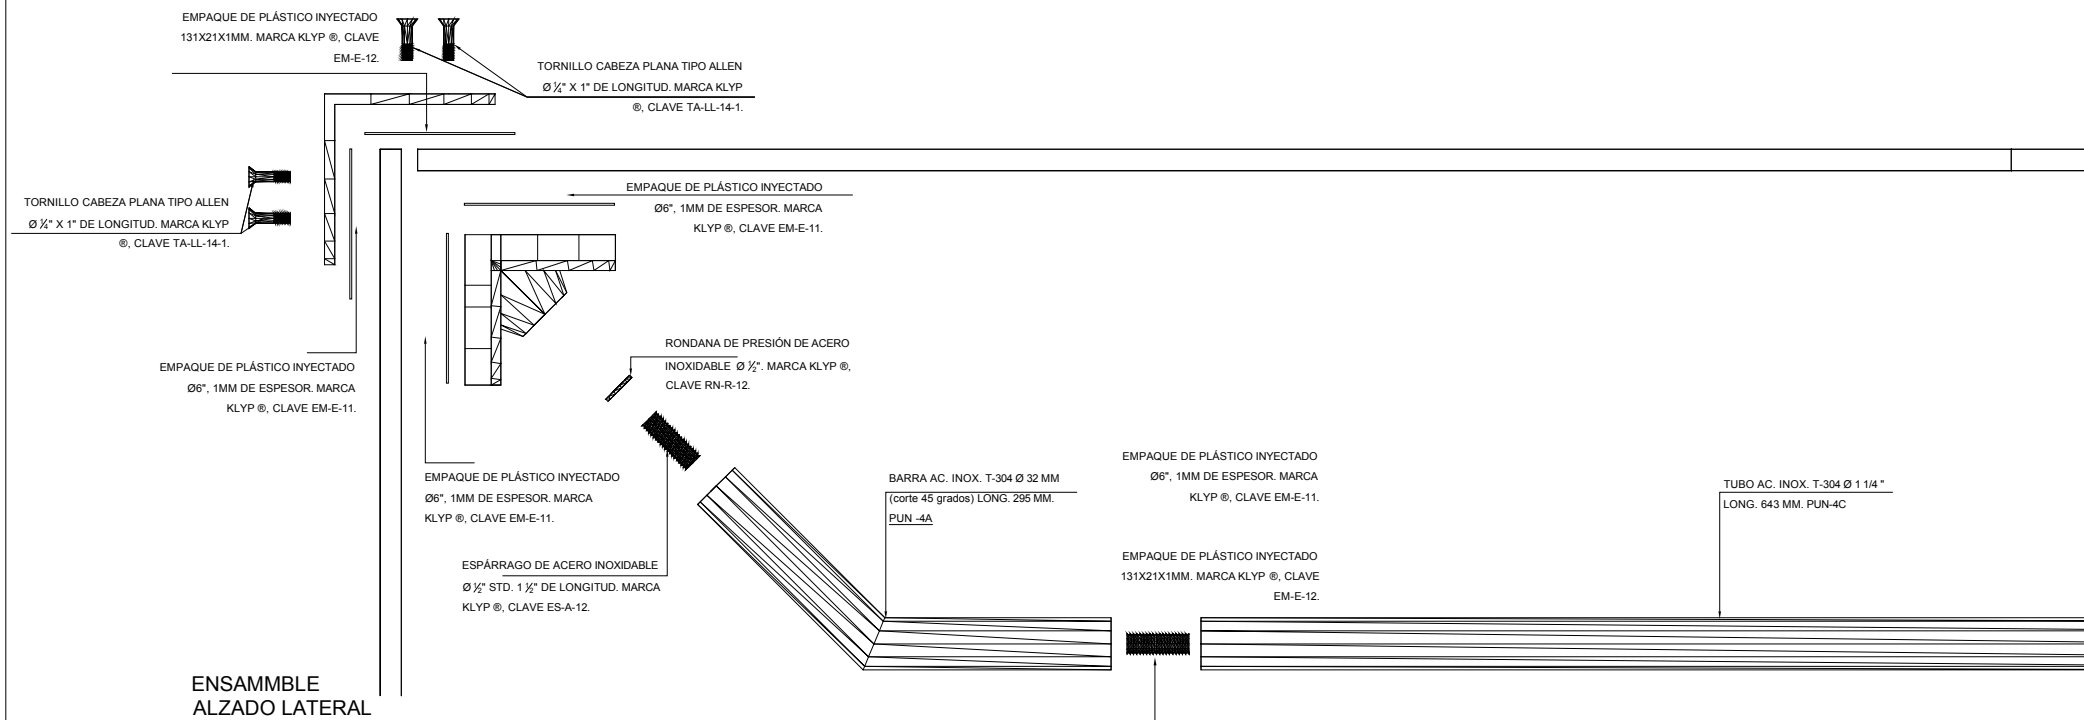 EMPAQUE DE PLÁSTICO INYECTADO
131X21X1MM. MARCA KLYP ®, CLAVE
EM-E-12.
TORNILLO CABEZA PLANA TIPO ALLEN
Ø ¼" X 1" DE LONGITUD. MARCA KLYP
®, CLAVE TA-LL-14-1.
TORNILLO CABEZA PLANA TIPO ALLEN
Ø ¼" X 1" DE LONGITUD. MARCA KLYP
®, CLAVE TA-LL-14-1.
EMPAQUE DE PLÁSTICO INYECTADO
Ø6", 1MM DE ESPESOR. MARCA
KLYP ®, CLAVE EM-E-11.
EMPAQUE DE PLÁSTICO INYECTADO
Ø6", 1MM DE ESPESOR. MARCA
KLYP ®, CLAVE EM-E-11.
RONDANA DE PRESIÓN DE ACERO
INOXIDABLE Ø ½". MARCA KLYP ®,
CLAVE RN-R-12.
EMPAQUE DE PLÁSTICO INYECTADO
Ø6", 1MM DE ESPESOR. MARCA
KLYP ®, CLAVE EM-E-11.
BARRA AC. INOX. T-304 Ø 32 MM
(corte 45 grados) LONG. 295 MM.
PUN -4A
EMPAQUE DE PLÁSTICO INYECTADO
Ø6", 1MM DE ESPESOR. MARCA
KLYP ®, CLAVE EM-E-11.
TUBO AC. INOX. T-304 Ø 1 1/4 "
LONG. 643 MM. PUN-4C
ESPÁRRAGO DE ACERO INOXIDABLE
Ø ½" STD. 1 ½" DE LONGITUD. MARCA
KLYP ®, CLAVE ES-A-12.
EMPAQUE DE PLÁSTICO INYECTADO
131X21X1MM. MARCA KLYP ®, CLAVE
EM-E-12.
ENSAMMBLE
ALZADO LATERAL